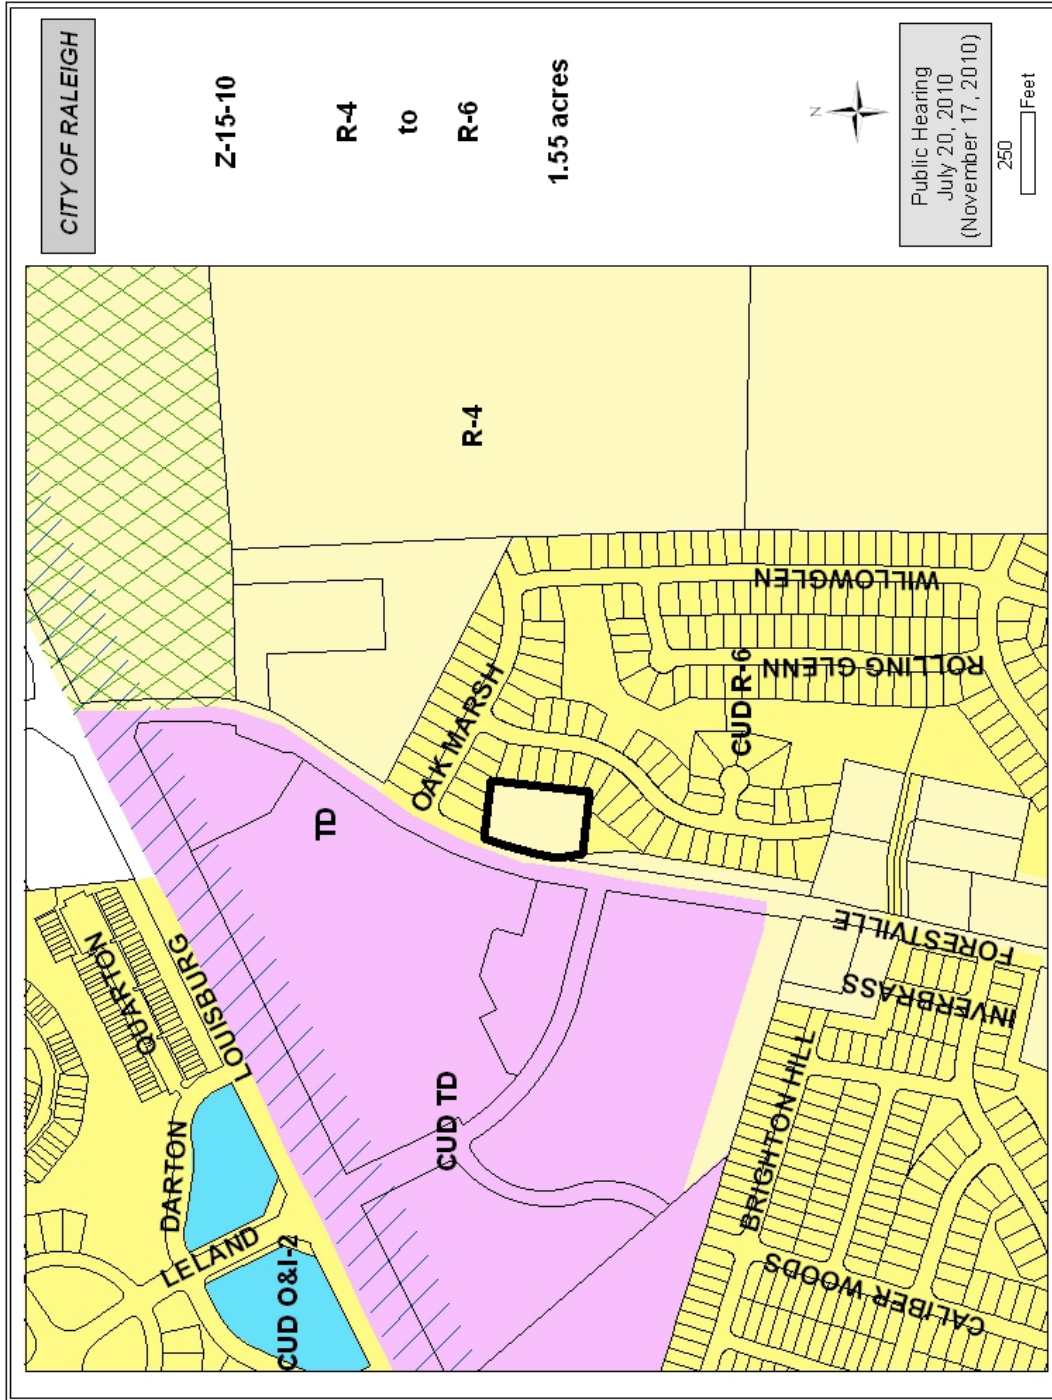 CITY OF RALEIGH
Z-15-10
R-4
to
R-6
1.55 acres
N
Public Hearing
July 20, 2010
(November 17, 2010)
250
Feet
QUARTON
LOUISBURG
DARTON
LELAND
CUD O&I-2
TD
CUD TD
R-4
OAK MARSH
WILLOWGLEN
ROLLING GLENN
CUD R-6
FORESTVILLE
INVERBRASS
BRIGHTON HILL
CALIBER WOODS